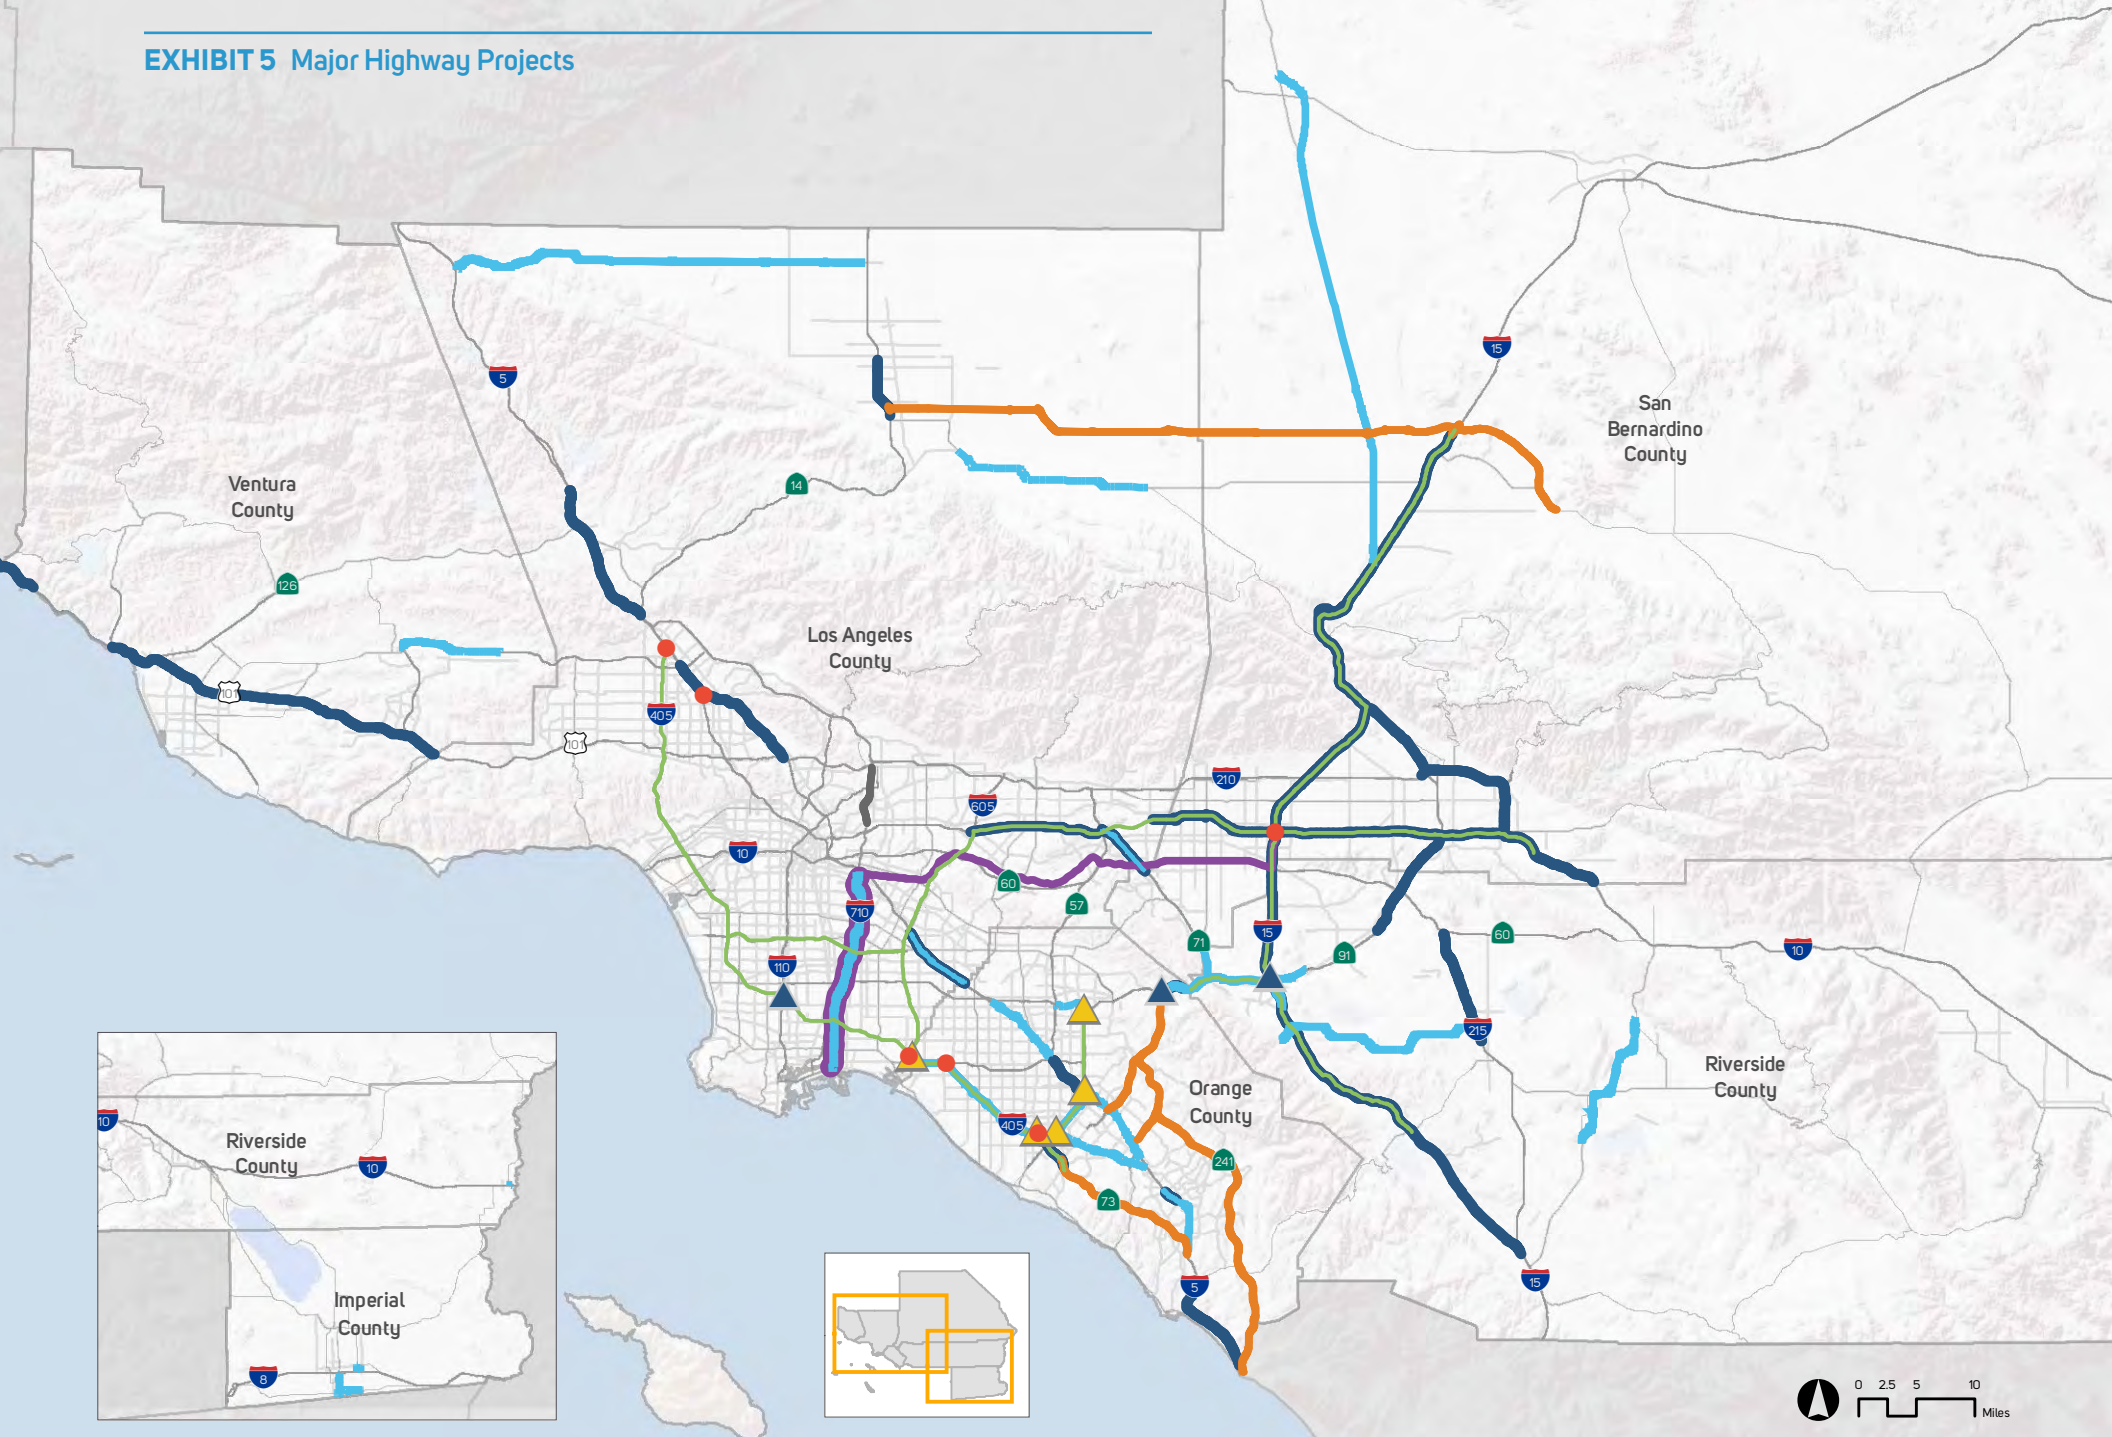 EXHIBIT 5 Major Highway Projects
15
5
San
Bernardino
County
Ventura
County
14
126
Los Angeles
County
101
405
101
210
605
10
60
57
710
71
15
91
60
10
110
215
Riverside
County
Orange
County
405
241
73
5
15
10
Riverside
County
10
Imperial
County
8
0 2.5 5 10
Miles